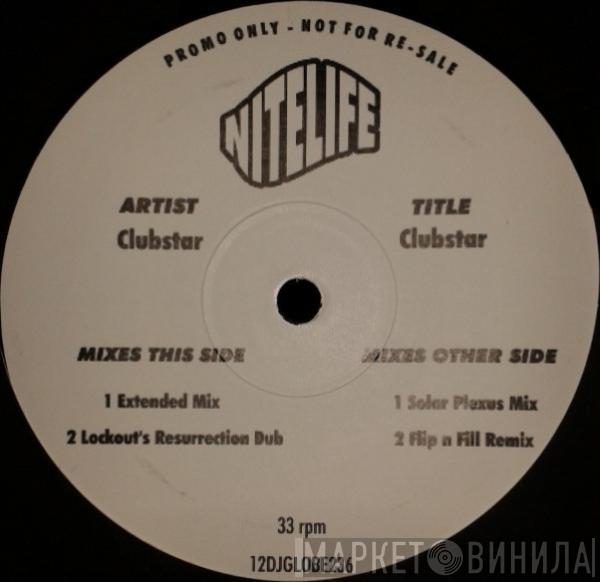 PROMO ONLY - NOT FOR RE-SALE
NITELIFE
ARTIST
TITLE
Clubstar
Clubstar
MIXES THIS SIDE
MIXES OTHER SIDE
1 Extended Mix
1 Solar Plexus Mix
2 Lockout's Resurrection Dub
2 Flip n Fill Remix
33 rpm
12DJGLOBE256
МАРКЕТ ВИНИЛА